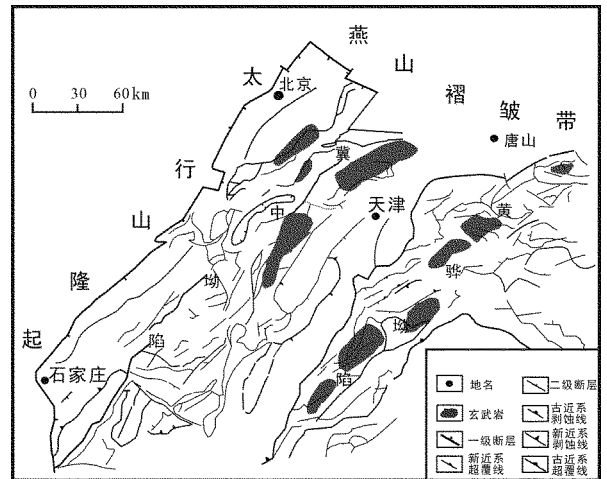 燕山褶皱带
太行山隆起
0 30 60km
北京
唐山
冀中坳陷
天津
黄骅坳陷
石家庄
地名
二级断层
玄武岩
古近系
剥蚀线
一级断层
新近系
剥蚀线
新近系
超覆线
古近系
超覆线